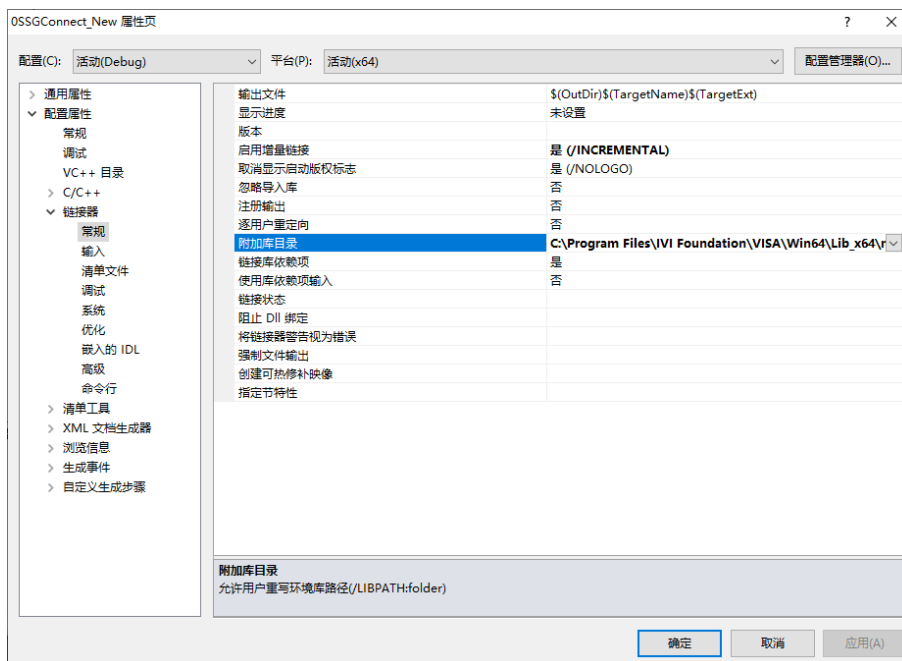 0SSGConnect_New 属性页
配置(C): 活动(Debug) 平台(P): 活动(x64) 配置管理器(O)...
通用属性
配置属性
常规
调试
VC++ 目录
C/C++
链接器
常规
输入
清单文件
调试
系统
优化
嵌入的 IDL
高级
命令行
清单工具
XML 文档生成器
浏览信息
生成事件
自定义生成步骤
输出文件 $(OutDir)$(TargetName)$(TargetExt)
显示进度 未设置
版本
启用增量链接 是 (/INCREMENTAL)
取消显示启动版权标志 是 (/NOLOGO)
忽略导入库 否
注册输出 否
逐用户重定向 否
附加库目录 C:\Program Files\IVI Foundation\VISA\Win64\Lib_x64\
链接库依赖项 是
使用库依赖项输入 否
链接状态
阻止 Dll 绑定
将链接器警告视为错误
强制文件输出
创建可热修补映像
指定节特性
附加库目录
允许用户重写环境库路径(/LIBPATH:folder)
确定 取消 应用(A)